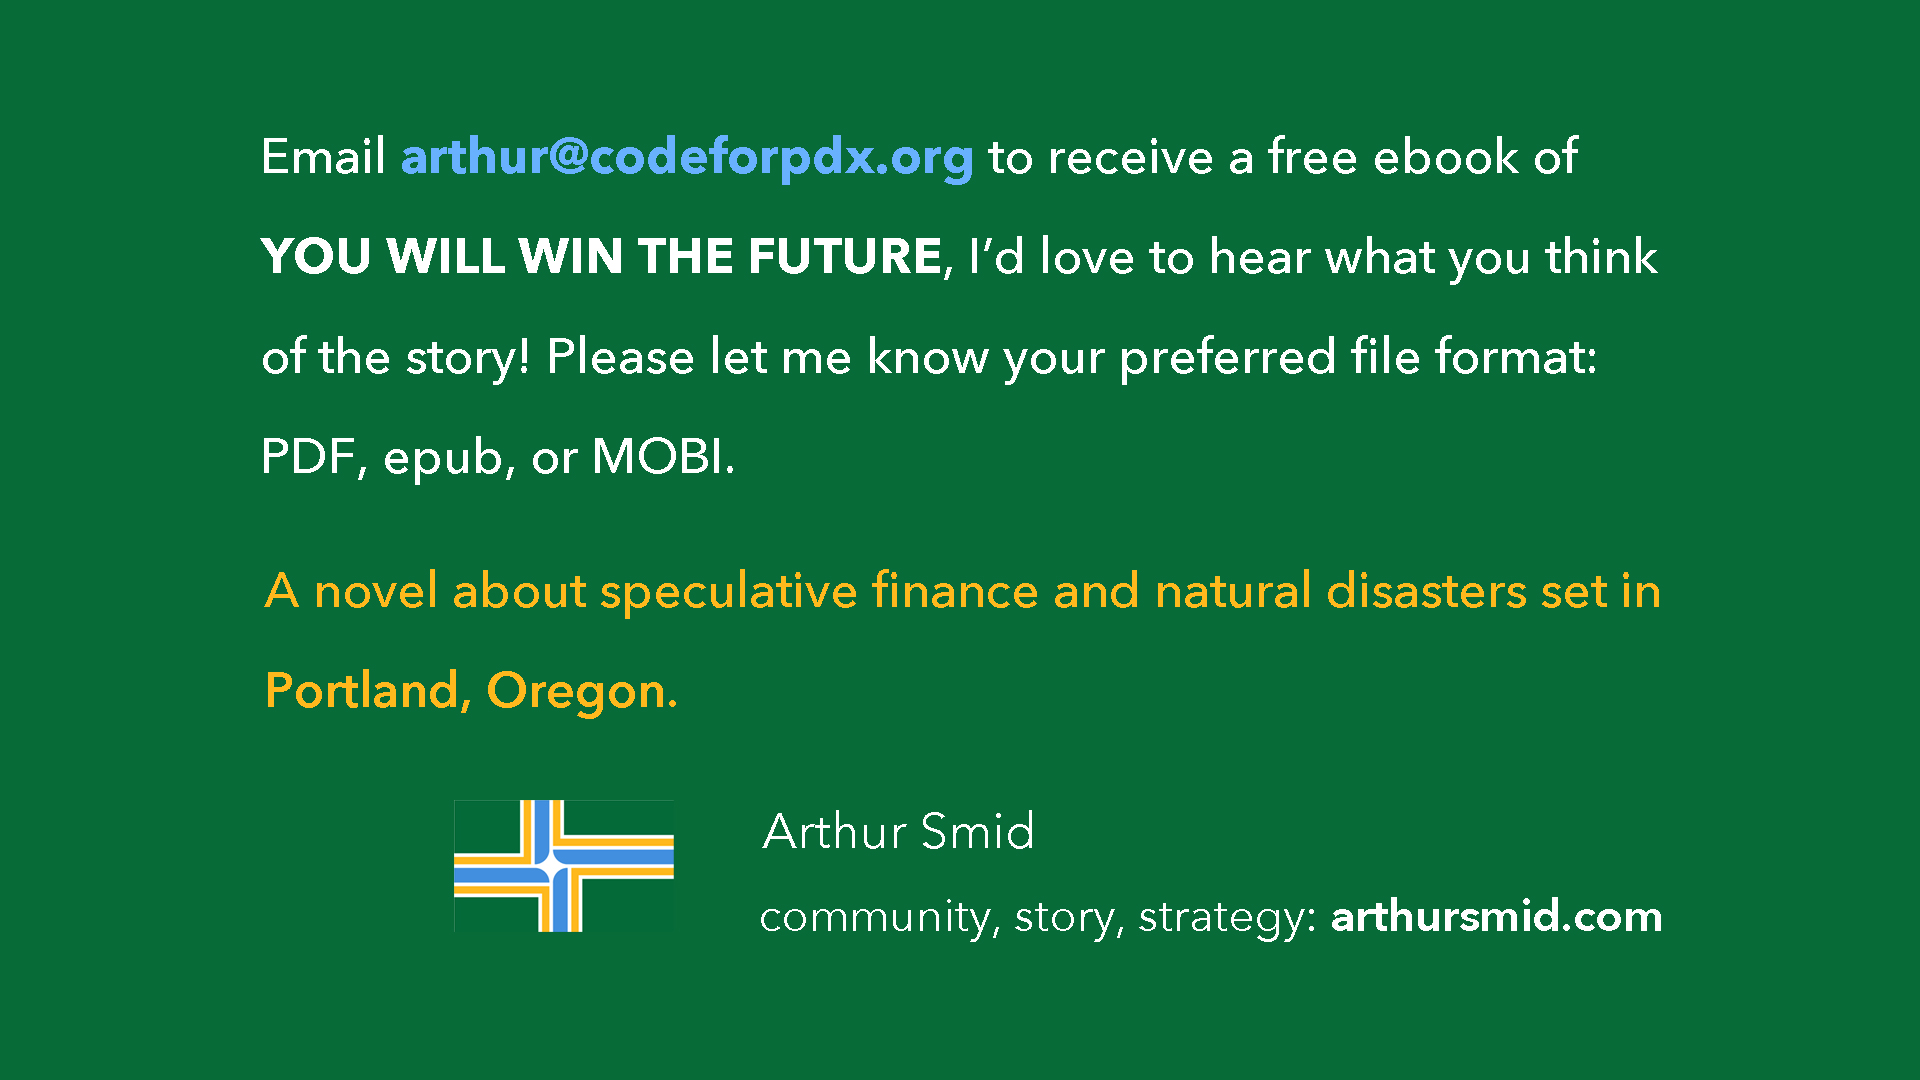 Email arthur@codeforpdx.org to receive a free ebook of
YOU WILL WIN THE FUTURE, I’d love to hear what you think
of the story! Please let me know your preferred file format:
PDF, epub, or MOBI.
A novel about speculative finance and natural disasters set in
Portland, Oregon.
Arthur Smid
community, story, strategy: arthursmid.com